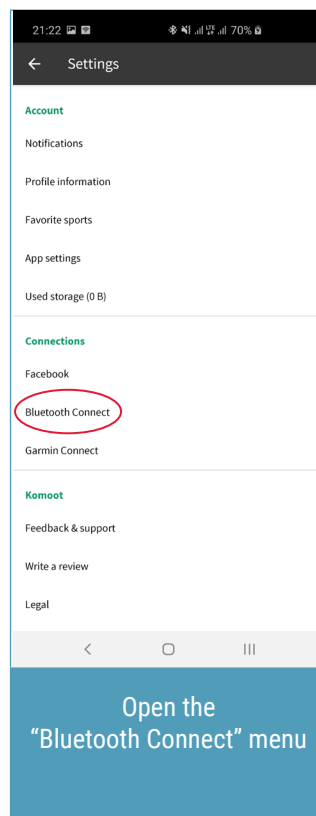 21:22 LTE 70%
Settings
Account
Notifications
Profile information
Favorite sports
App settings
Used storage (0 B)
Connections
Facebook
Bluetooth Connect
Garmin Connect
Komoot
Feedback & support
Write a review
Legal
Open the
“Bluetooth Connect” menu